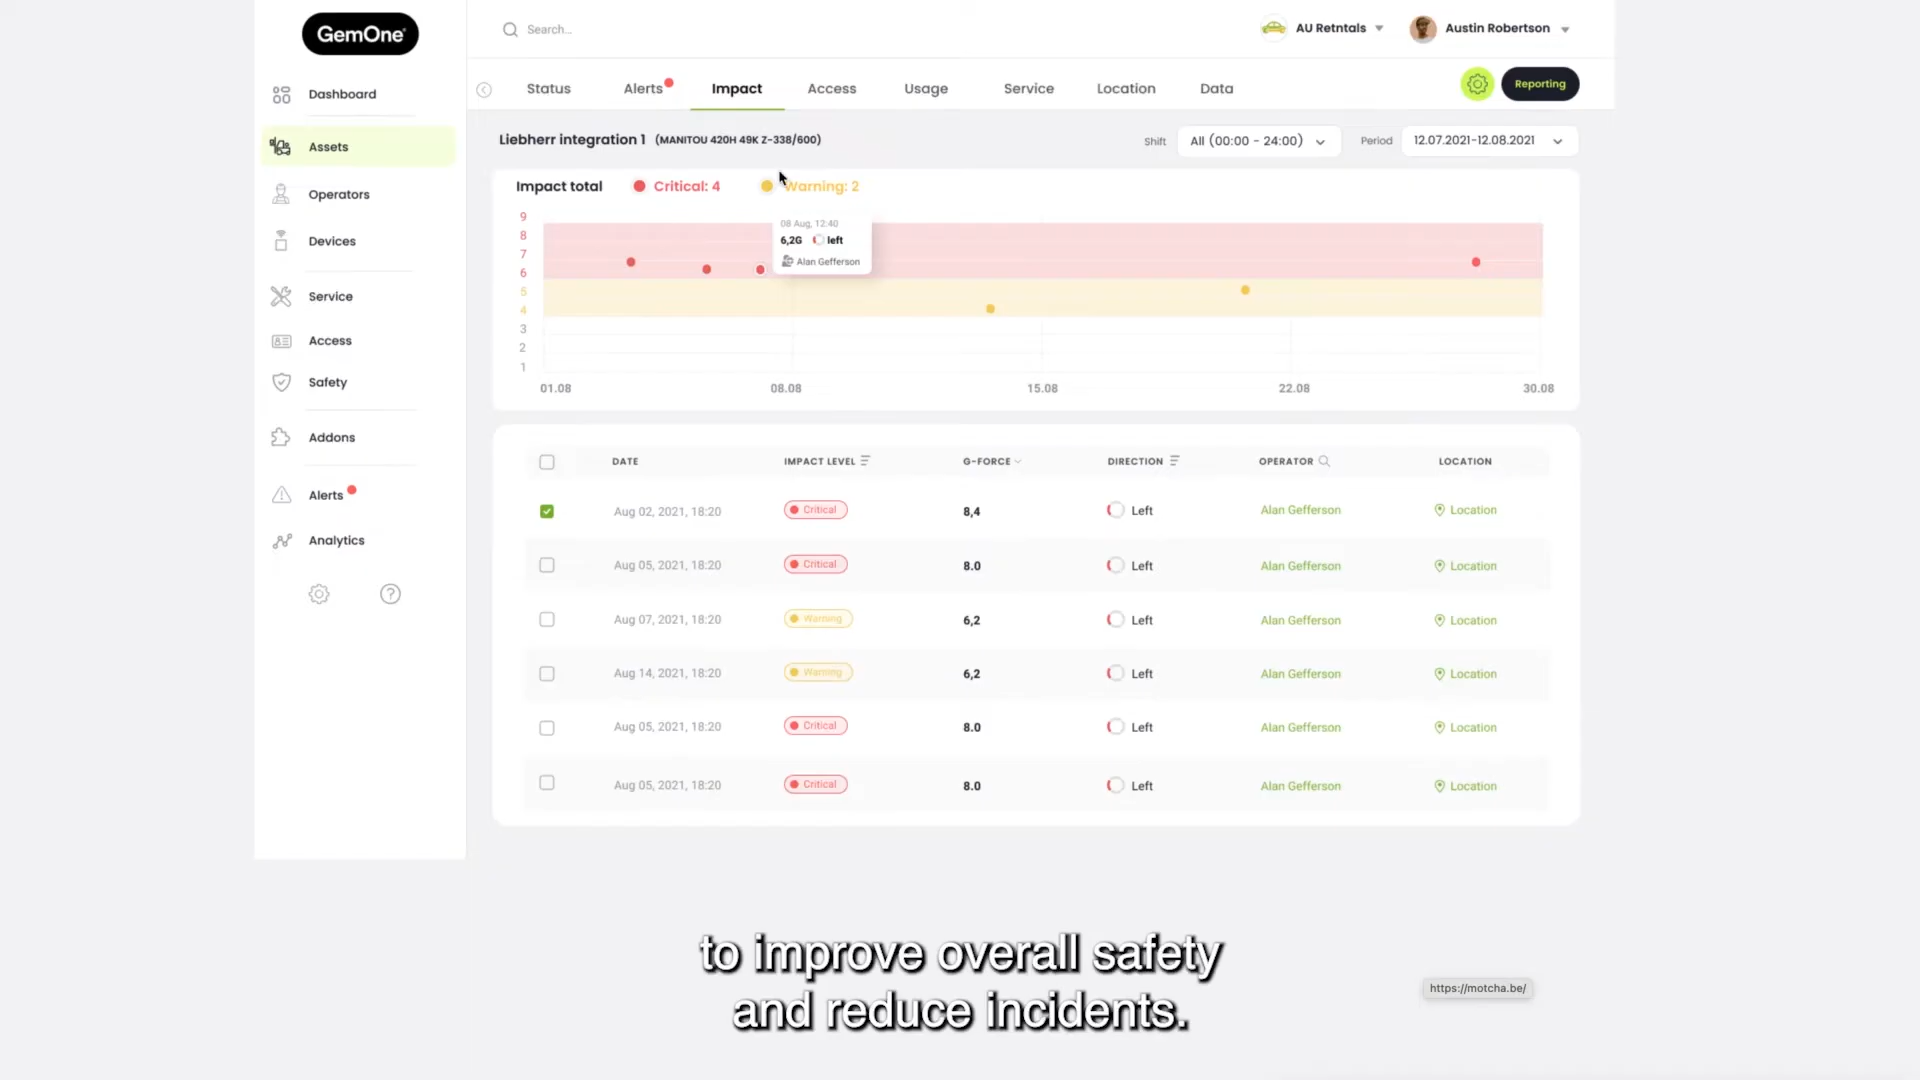 GemOne
Search...
AU Retntals
Austin Robertson
Dashboard
Assets
Operators
Devices
Service
Access
Safety
Addons
Alerts
Analytics
Status
Alerts
Impact
Access
Usage
Service
Location
Data
Reporting
Liebherr integration 1 (MANITOU 420H 49K Z-338/600)
Shift All (00:00 - 24:00)
Period 12.07.2021-12.08.2021
Impact total Critical: 4 Warning: 2
08 Aug, 12:40
6,2G left
Alan Gefferson
9
8
7
6
5
4
3
2
1
01.08 08.08 15.08 22.08 30.08
DATE IMPACT LEVEL G-FORCE DIRECTION OPERATOR LOCATION
Aug 02, 2021, 18:20 Critical 8,4 Left Alan Gefferson Location
Aug 05, 2021, 18:20 Critical 8.0 Left Alan Gefferson Location
Aug 07, 2021, 18:20 Warning 6,2 Left Alan Gefferson Location
Aug 14, 2021, 18:20 Warning 6,2 Left Alan Gefferson Location
Aug 05, 2021, 18:20 Critical 8.0 Left Alan Gefferson Location
Aug 05, 2021, 18:20 Critical 8.0 Left Alan Gefferson Location
to improve overall safety
and reduce incidents.
https://motcha.be/